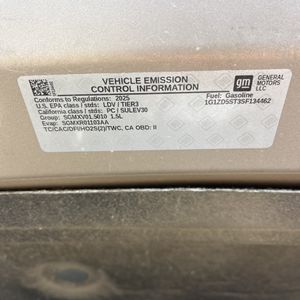 VEHICLE EMISSION
CONTROL INFORMATION
gm
GENERAL
MOTORS
LLC
Conforms to Regulations: 2025
U.S. EPA class / stds: LDV / TIER3
California class / stds: PC / SULEV30
Group: SGMXV01.5010 1.5L
Evap: SGMXR01103AA
TC/CAC/DFI/HO2S(2)/TWC, CA OBD: II
Fuel: Gasoline
1G1ZD5ST3SF134462